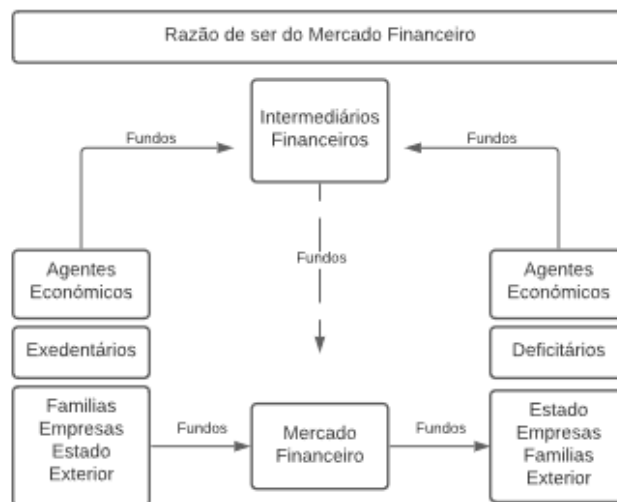 Razão de ser do Mercado Financeiro
Intermediários
Financeiros
Fundos
Fundos
Fundos
Agentes
Económicos
Agentes
Económicos
Exedentários
Deficitários
Familias
Empresas
Estado
Exterior
Fundos
Mercado
Financeiro
Fundos
Estado
Empresas
Familias
Exterior